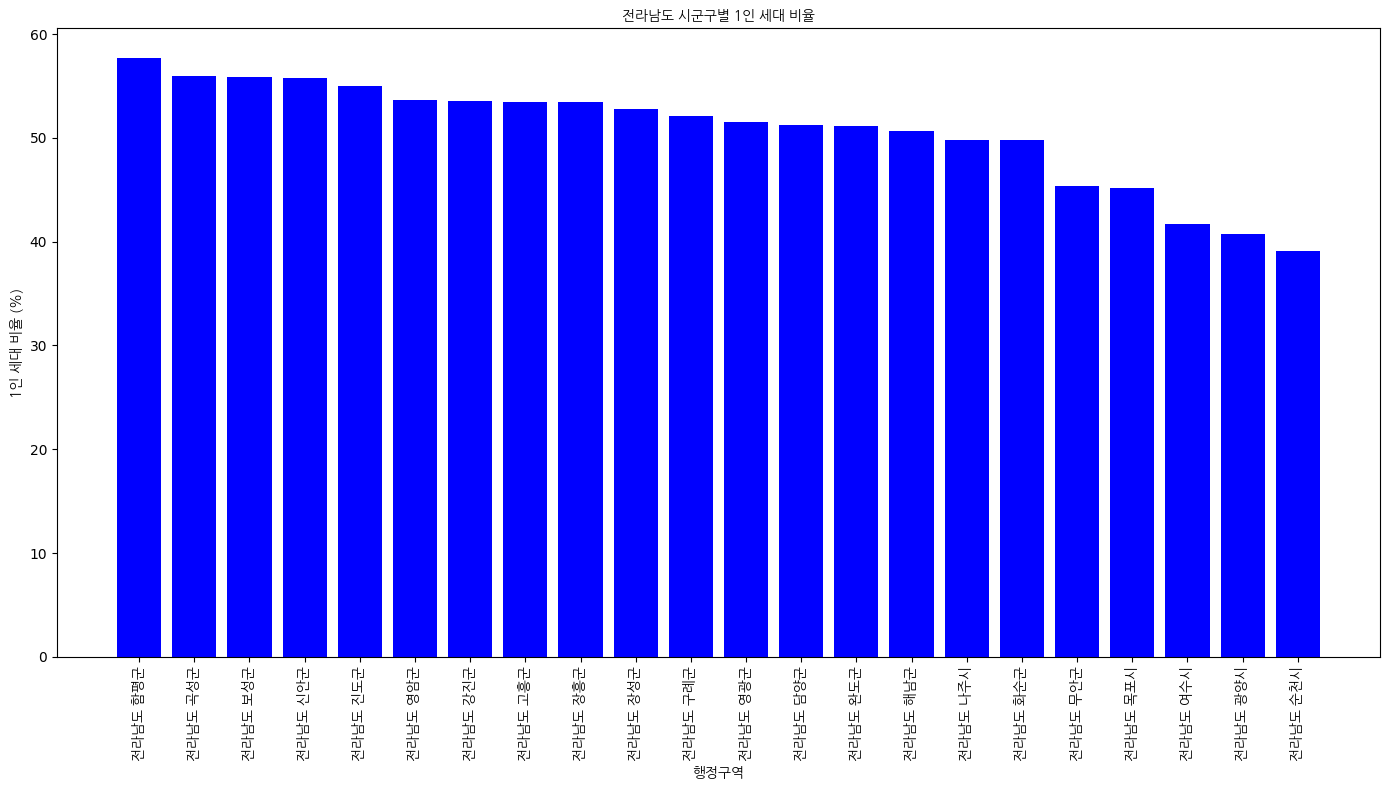 전라남도 시군구별 1인 세대 비율
1인 세대 비율 (%)
60
50
40
30
20
10
0
전라남도 함평군
전라남도 곡성군
전라남도 보성군
전라남도 신안군
전라남도 진도군
전라남도 영암군
전라남도 강진군
전라남도 고흥군
전라남도 장흥군
전라남도 장성군
전라남도 구례군
전라남도 영광군
전라남도 담양군
전라남도 완도군
전라남도 해남군
전라남도 나주시
전라남도 화순군
전라남도 무안군
전라남도 목포시
전라남도 여수시
전라남도 광양시
전라남도 순천시
행정구역